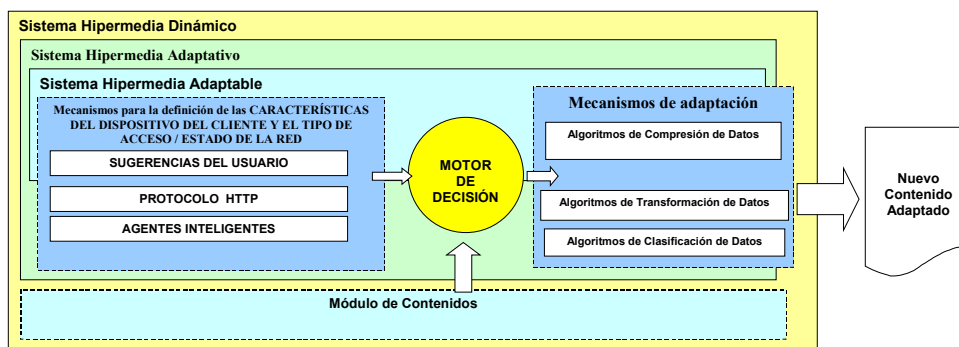 Sistema Hipermedia Dinámico
Sistema Hipermedia Adaptativo
Sistema Hipermedia Adaptable
Mecanismos para la definición de las CARACTERÍSTICAS
DEL DISPOSITIVO DEL CLIENTE Y EL TIPO DE
ACCESO / ESTADO DE LA RED
SUGERENCIAS DEL USUARIO
PROTOCOLO HTTP
AGENTES INTELIGENTES
MOTOR
DE
DECISIÓN
Mecanismos de adaptación
Algoritmos de Compresión de Datos
Algoritmos de Transformación de Datos
Algoritmos de Clasificación de Datos
Nuevo
Contenido
Adaptado
Módulo de Contenidos